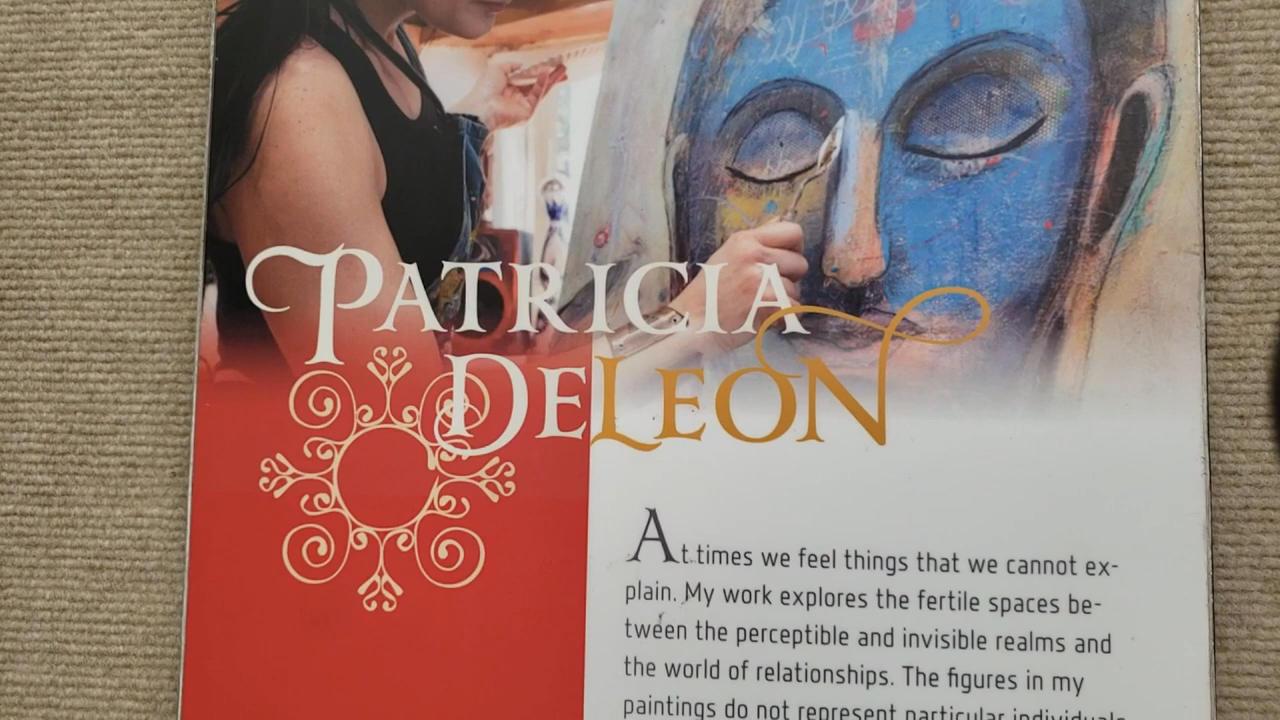 PATRICIA
DELEON
At times we feel things that we cannot ex-
plain. My work explores the fertile spaces be-
tween the perceptible and invisible realms and
the world of relationships. The figures in my
paintings do not represent particular individuals